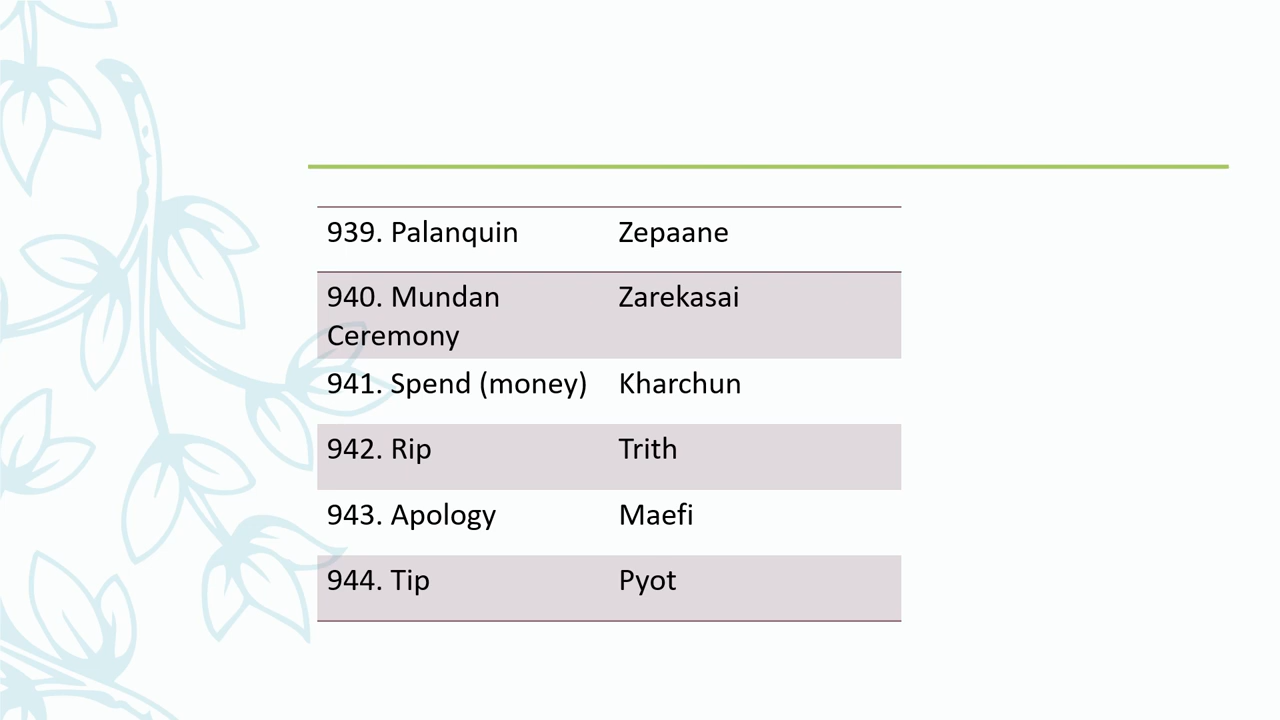 939. Palanquin Zepaane
940. Mundan Zarekasai
Ceremony
941. Spend (money) Kharchun
942. Rip Trith
943. Apology Maefi
944. Tip Pyot